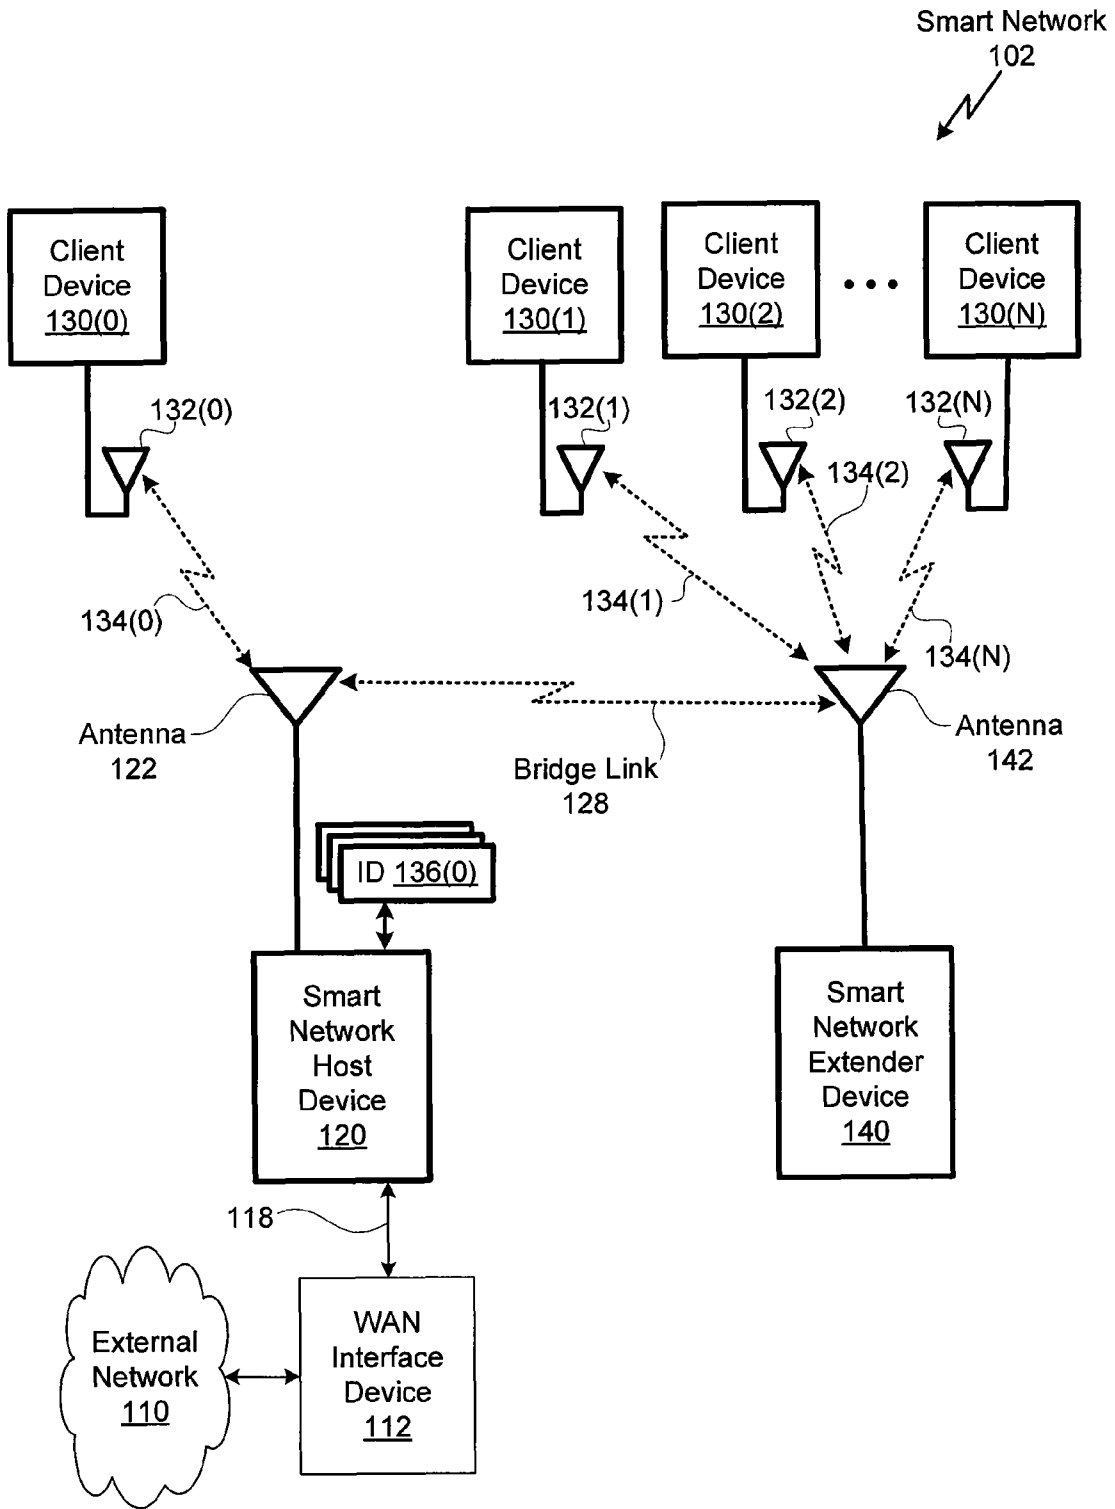 Smart Network
102
Client
Device
130(0)
Client
Device
130(1)
Client
Device
130(2)
Client
Device
130(N)
132(0)
132(1)
132(2)
132(N)
134(2)
134(0)
134(1)
134(N)
Antenna
122
Bridge Link
128
Antenna
142
ID 136(0)
Smart
Network
Host
Device
120
Smart
Network
Extender
Device
140
118
External
Network
110
WAN
Interface
Device
112